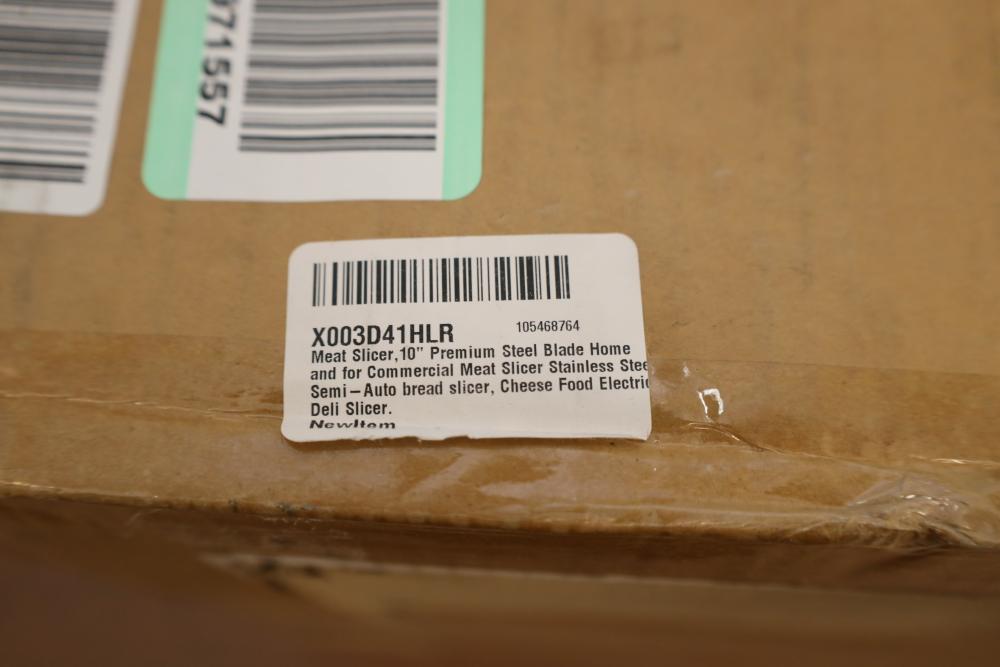 71557
X003D41HLR 105468764
Meat Slicer,10” Premium Steel Blade Home
and for Commercial Meat Slicer Stainless Stee
Semi-Auto bread slicer, Cheese Food Electric
Deli Slicer.
NewItem